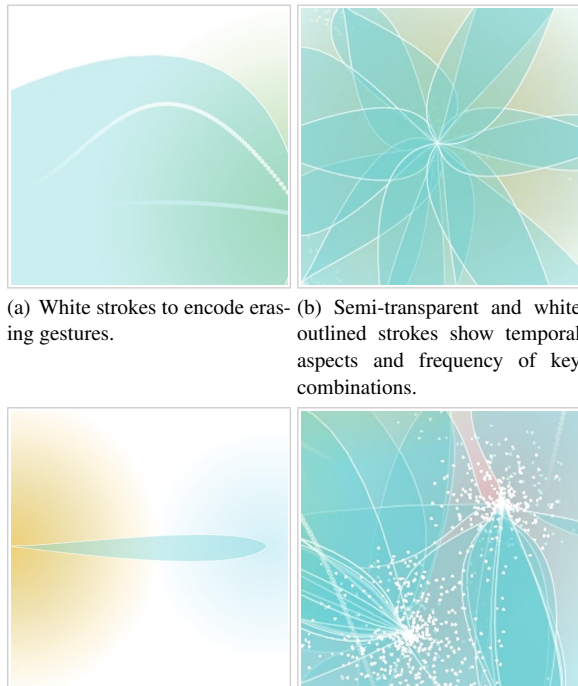 (a) White strokes to encode eras-
ing gestures.
(b) Semi-transparent and white
outlined strokes show temporal
aspects and frequency of key
combinations.